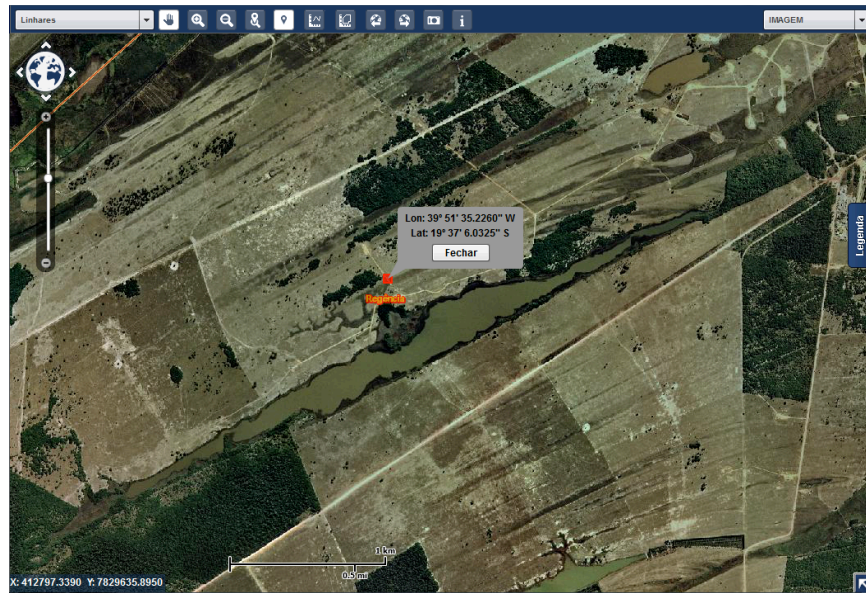 Linhares
IMAGEM
Lon: 39° 51' 35.2260" W
Lat: 19° 37' 6.0325" S
Fechar
Regência
Legenda
1 km
0.5 mi
X: 412797.3390 Y: 7829635.8950